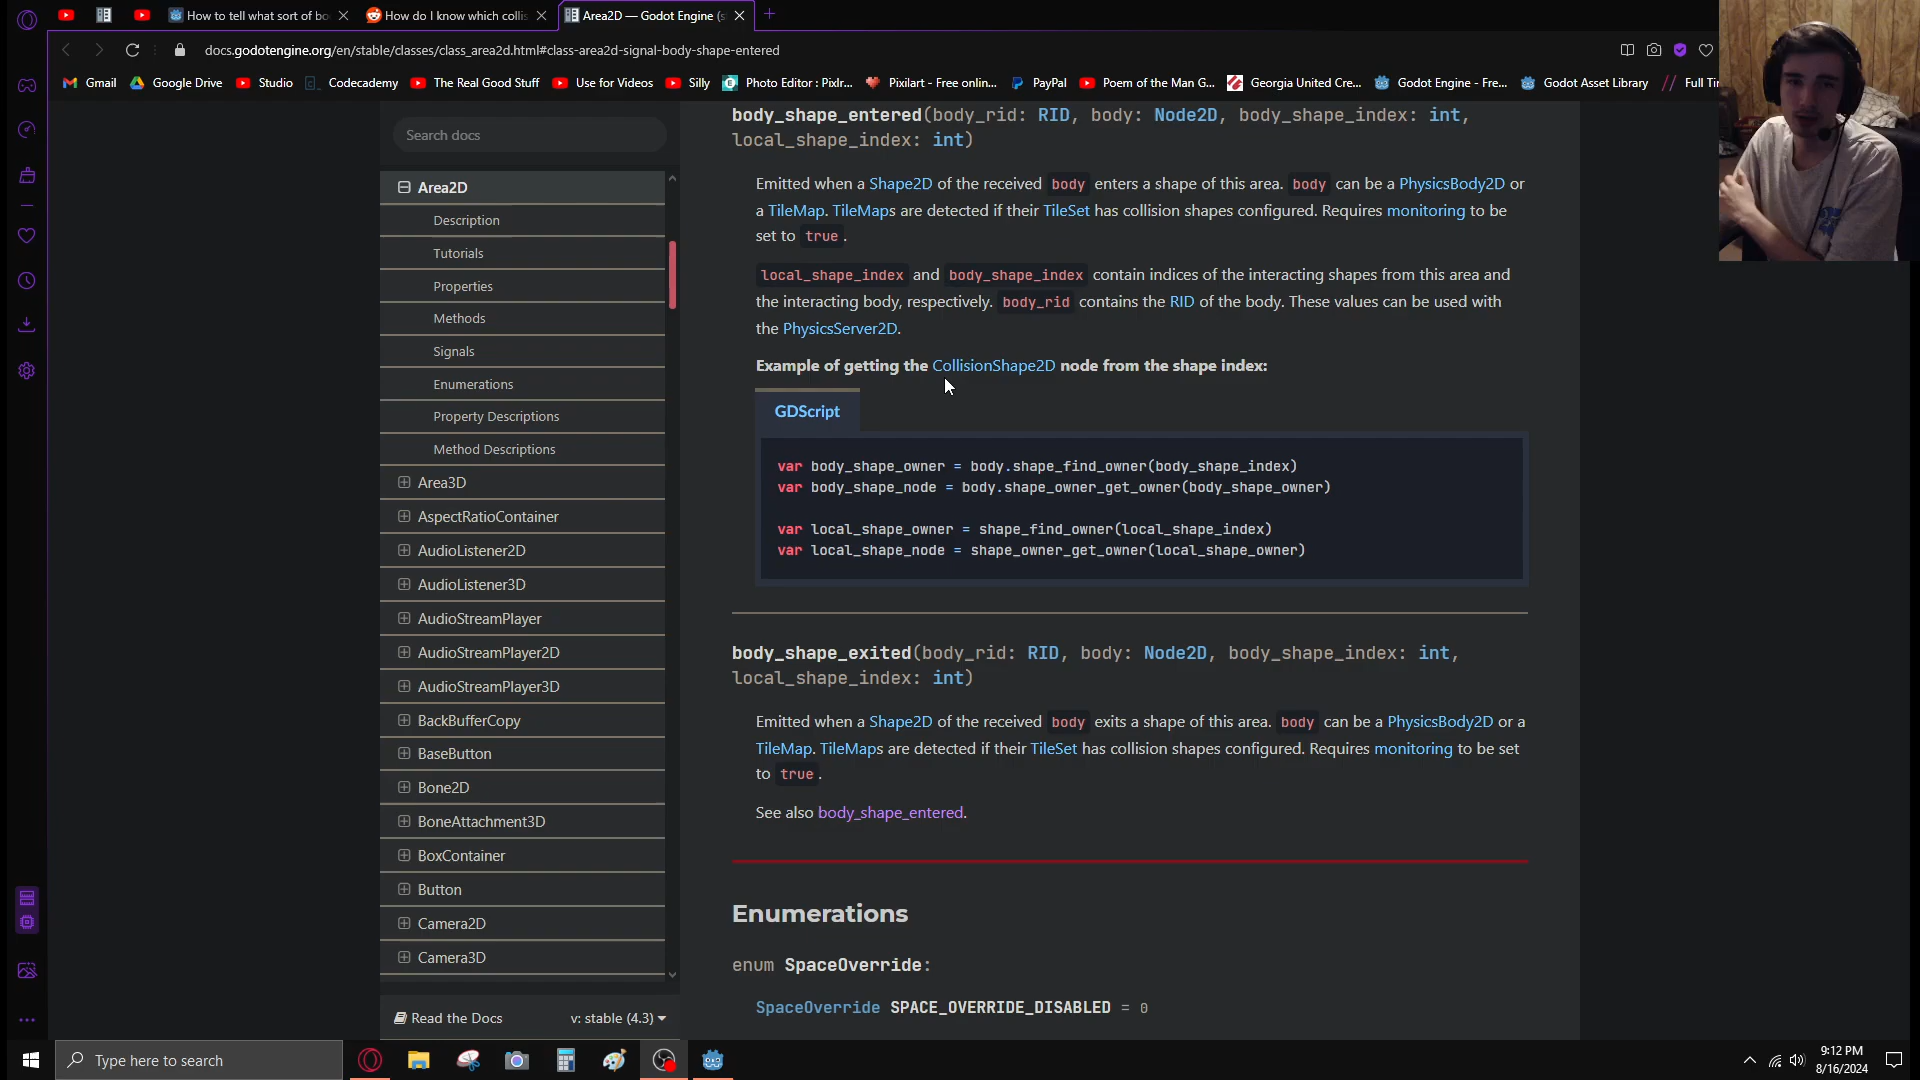 How to tell what sort of bo
How do I know which collis
Area2D — Godot Engine (s
docs.godotengine.org/en/stable/classes/class_area2d.html#class-area2d-signal-body-shape-entered
Gmail
Google Drive
Studio
Codecademy
The Real Good Stuff
Use for Videos
Silly
Photo Editor : Pixlr...
Pixilart - Free onlin...
PayPal
Poem of the Man G...
Georgia United Cre...
Godot Engine - Fre...
Godot Asset Library
Full Tim
Search docs
Area2D
Description
Tutorials
Properties
Methods
Signals
Enumerations
Property Descriptions
Method Descriptions
Area3D
AspectRatioContainer
AudioListener2D
AudioListener3D
AudioStreamPlayer
AudioStreamPlayer2D
AudioStreamPlayer3D
BackBufferCopy
BaseButton
Bone2D
BoneAttachment3D
BoxContainer
Button
Camera2D
Camera3D
Read the Docs
v: stable (4.3)
body_shape_entered(body_rid: RID, body: Node2D, body_shape_index: int,
local_shape_index: int)
Emitted when a Shape2D of the received body enters a shape of this area. body can be a PhysicsBody2D or
a TileMap. TileMaps are detected if their TileSet has collision shapes configured. Requires monitoring to be
set to true .
local_shape_index and body_shape_index contain indices of the interacting shapes from this area and
the interacting body, respectively. body_rid contains the RID of the body. These values can be used with
the PhysicsServer2D.
Example of getting the CollisionShape2D node from the shape index:
GDScript
var body_shape_owner = body.shape_find_owner(body_shape_index)
var body_shape_node = body.shape_owner_get_owner(body_shape_owner)
var local_shape_owner = shape_find_owner(local_shape_index)
var local_shape_node = shape_owner_get_owner(local_shape_owner)
body_shape_exited(body_rid: RID, body: Node2D, body_shape_index: int,
local_shape_index: int)
Emitted when a Shape2D of the received body exits a shape of this area. body can be a PhysicsBody2D or a
TileMap. TileMaps are detected if their TileSet has collision shapes configured. Requires monitoring to be set
to true .
See also body_shape_entered.
Enumerations
enum SpaceOverride:
SpaceOverride SPACE_OVERRIDE_DISABLED = 0
Type here to search
9:12 PM
8/16/2024